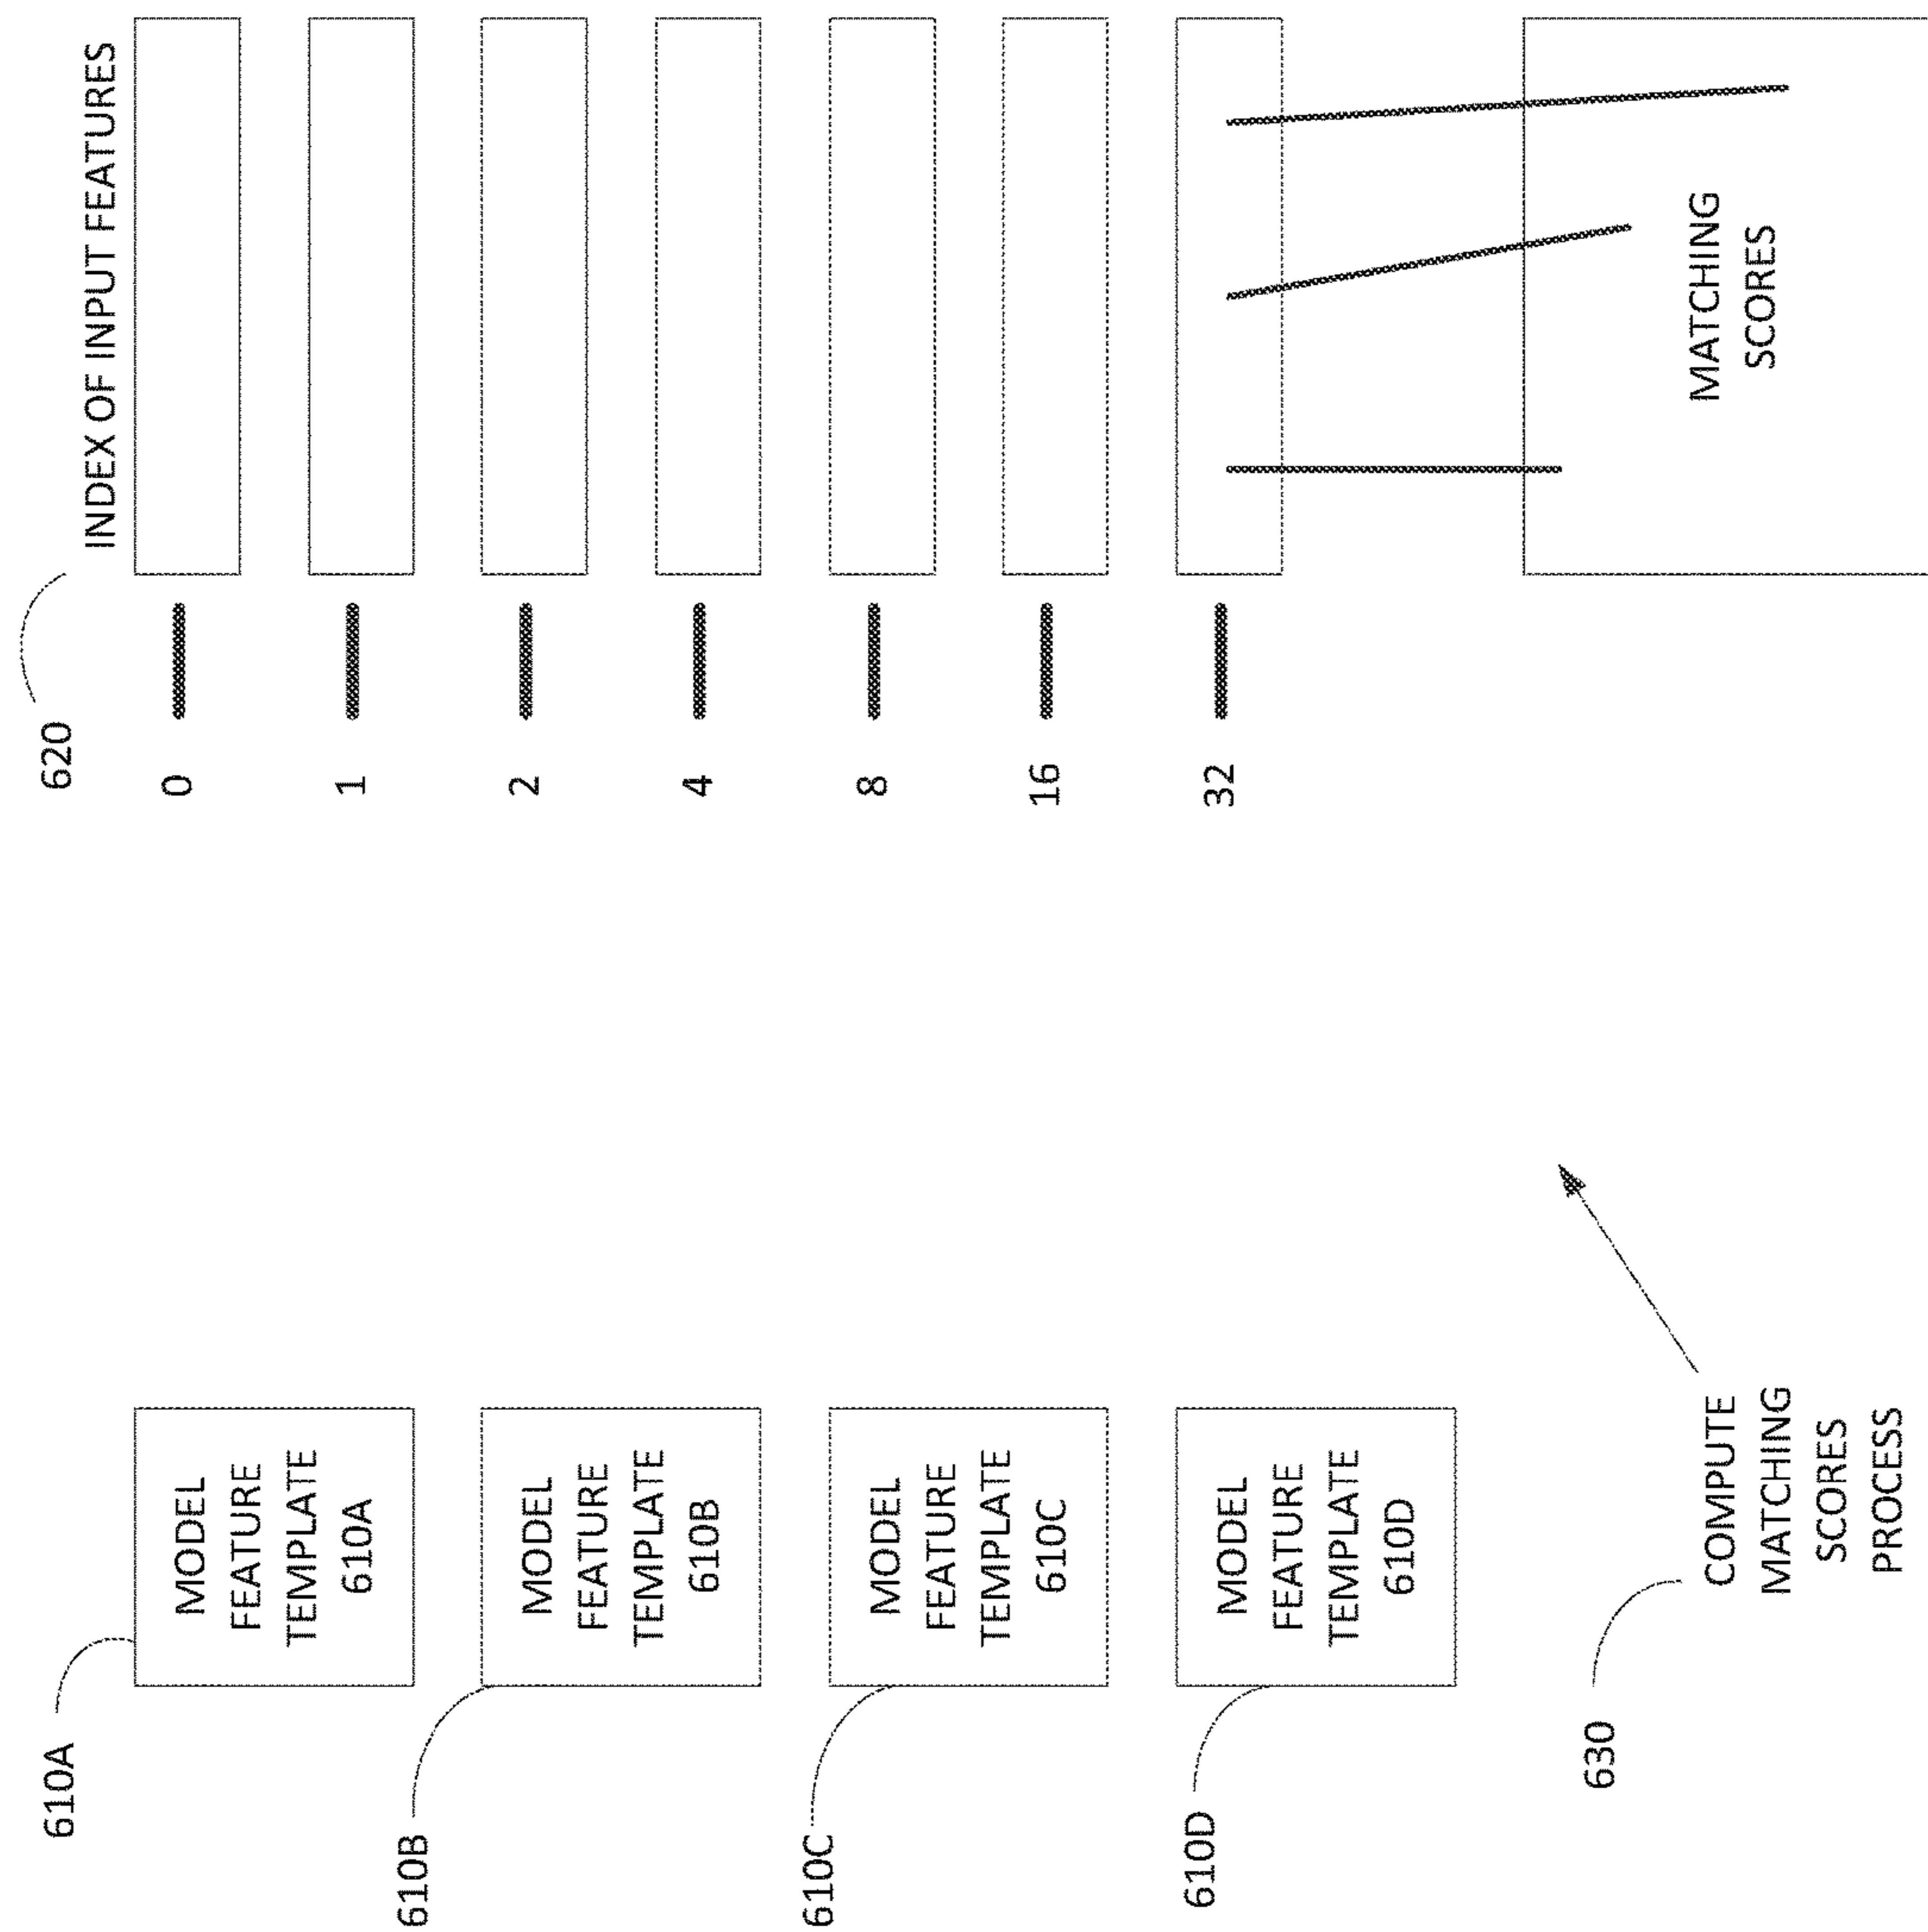 610A
MODEL
FEATURE
TEMPLATE
610A
610B
MODEL
FEATURE
TEMPLATE
610B
610C
MODEL
FEATURE
TEMPLATE
610C
610D
MODEL
FEATURE
TEMPLATE
610D
630
COMPUTE
MATCHING
SCORES
PROCESS
620
INDEX OF INPUT FEATURES
0
1
2
4
8
16
32
MATCHING
SCORES